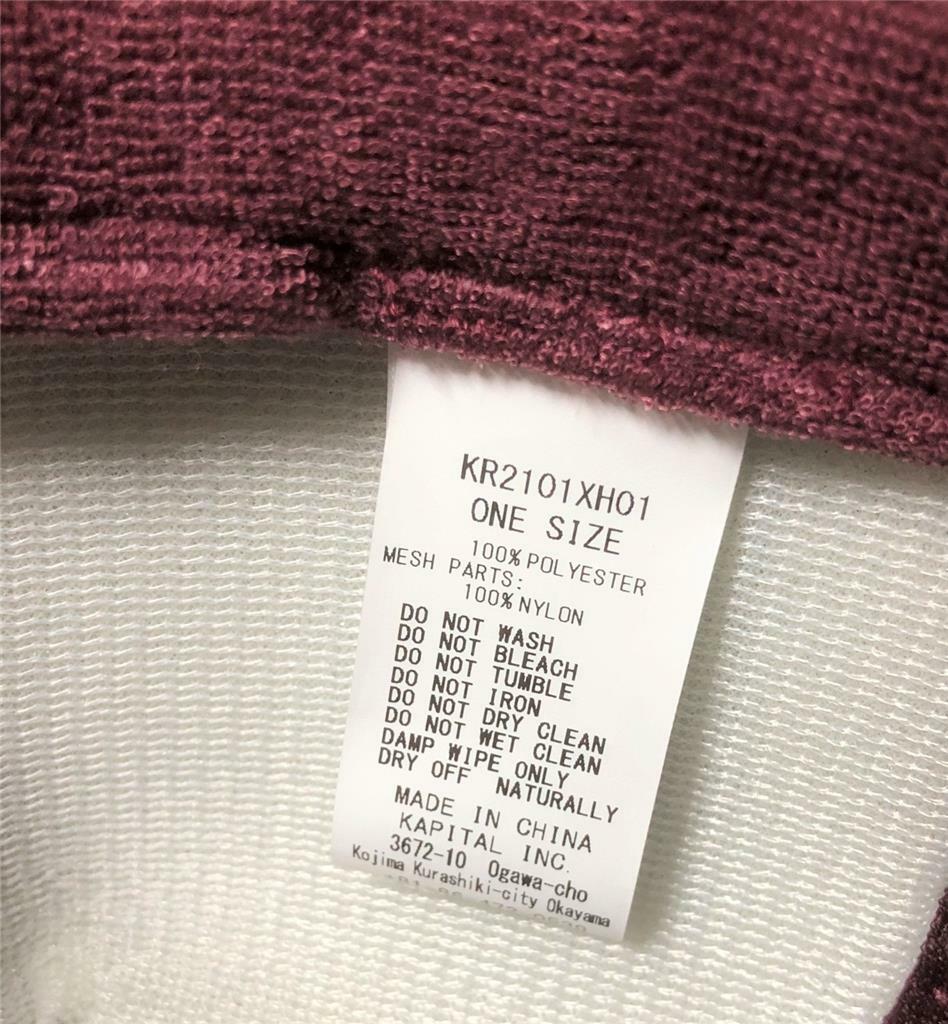 KR2101XH01
ONE SIZE
100% POLYESTER
MESH PARTS:
100% NYLON
DO NOT WASH
DO NOT BLEACH
DO NOT TUMBLE
DO NOT IRON
DO NOT DRY CLEAN
DO NOT WET CLEAN
DAMP WIPE ONLY
DRY OFF NATURALLY
MADE IN CHINA
KAPITAL INC.
3672-10 Ogawa-cho
Kojima Kurashiki-city Okayama